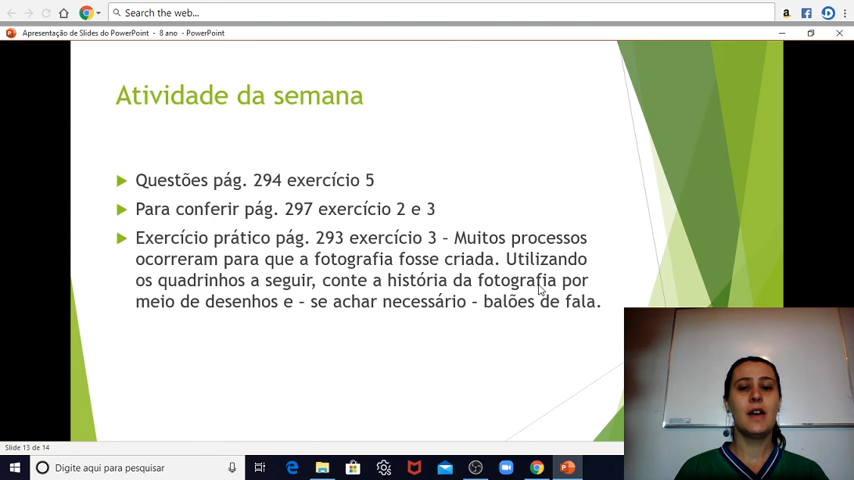 Search the web...
Apresentação de Slides do PowerPoint - 8 ano - PowerPoint
Atividade da semana
Questões pág. 294 exercício 5
Para conferir pág. 297 exercício 2 e 3
Exercício prático pág. 293 exercício 3 – Muitos processos
ocorreram para que a fotografia fosse criada. Utilizando
os quadrinhos a seguir, conte a história da fotografia por
meio de desenhos e – se achar necessário – balões de fala.
Slide 13 de 14
Digite aqui para pesquisar